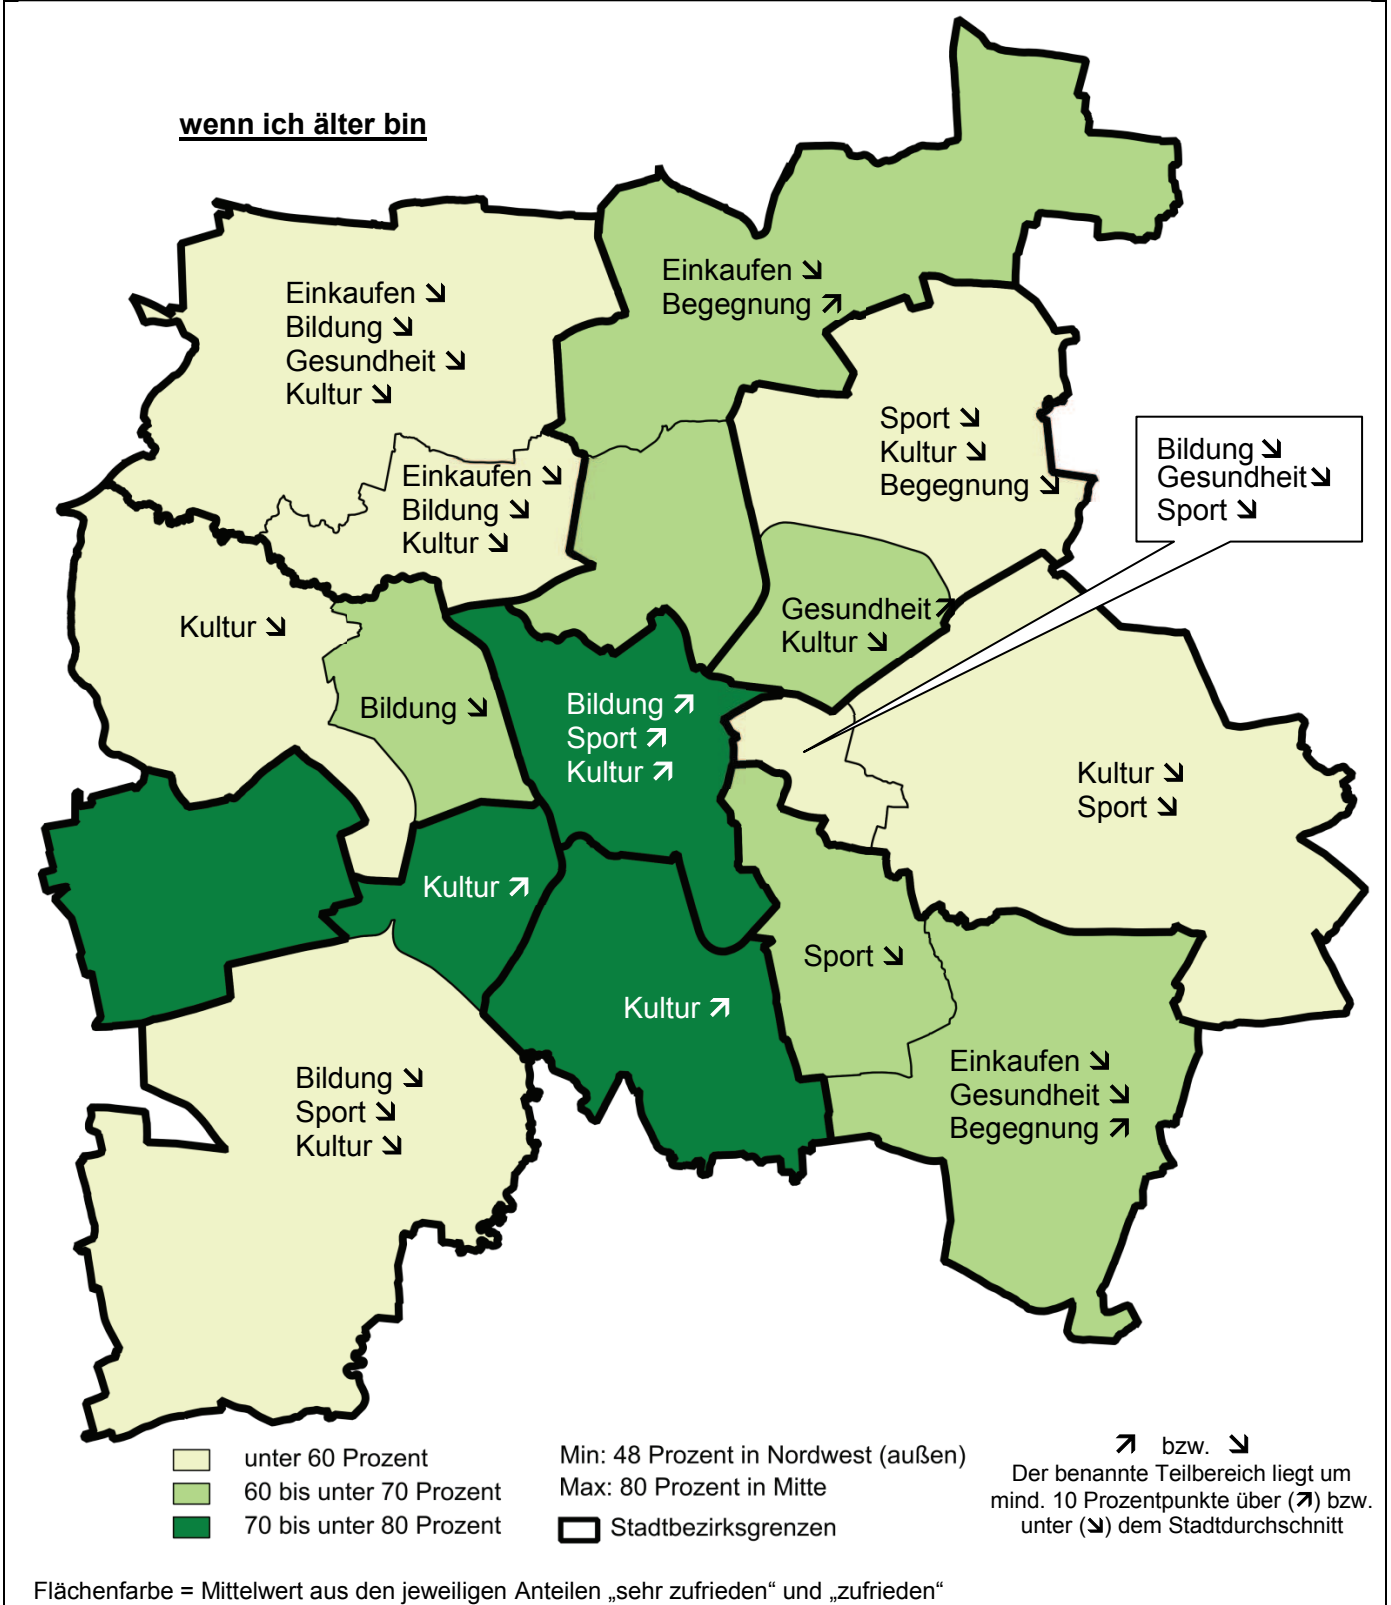 wenn ich älter bin
Einkaufen ↘
Begegnung ↗
Einkaufen ↘
Bildung ↘
Gesundheit ↘
Kultur ↘
Sport ↘
Kultur ↘
Begegnung ↘
Bildung ↘
Gesundheit ↘
Sport ↘
Einkaufen ↘
Bildung ↘
Kultur ↘
Gesundheit ↗
Kultur ↘
Kultur ↘
Bildung ↘
Bildung ↗
Sport ↗
Kultur ↗
Kultur ↘
Sport ↘
Kultur ↗
Sport ↘
Kultur ↗
Einkaufen ↘
Gesundheit ↘
Begegnung ↗
Bildung ↘
Sport ↘
Kultur ↘
unter 60 Prozent
60 bis unter 70 Prozent
70 bis unter 80 Prozent
Min: 48 Prozent in Nordwest (außen)
Max: 80 Prozent in Mitte
Stadtbezirksgrenzen
↗ bzw. ↘
Der benannte Teilbereich liegt um
mind. 10 Prozentpunkte über (↗) bzw.
unter (↘) dem Stadtdurchschnitt
Flächenfarbe = Mittelwert aus den jeweiligen Anteilen „sehr zufrieden“ und „zufrieden“